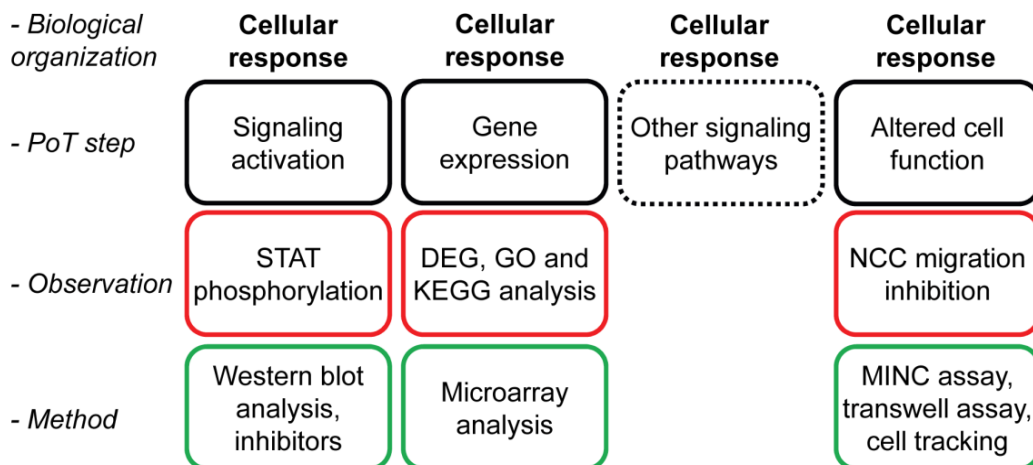 - Biological
organization
Cellular
response
Cellular
response
Cellular
response
Cellular
response
- PoT step
Signaling
activation
Gene
expression
Other signaling
pathways
Altered cell
function
- Observation
STAT
phosphorylation
DEG, GO and
KEGG analysis
NCC migration
inhibition
- Method
Western blot
analysis,
inhibitors
Microarray
analysis
MINC assay,
transwell assay,
cell tracking